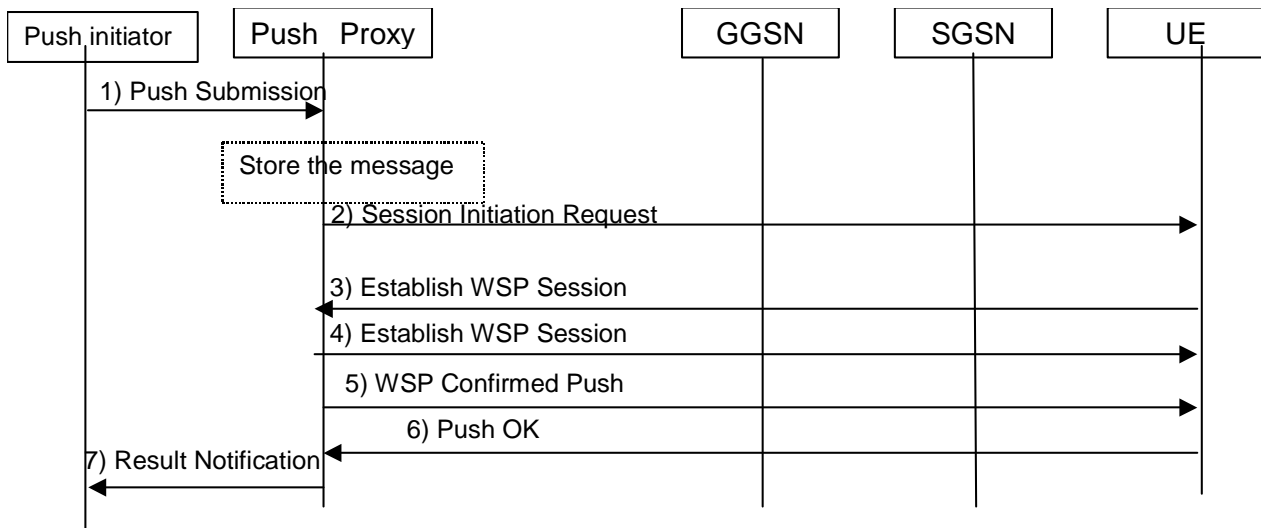 Push initiator
Push Proxy
GGSN
SGSN
UE
1) Push Submission
Store the message
2) Session Initiation Request
3) Establish WSP Session
4) Establish WSP Session
5) WSP Confirmed Push
6) Push OK
7) Result Notification